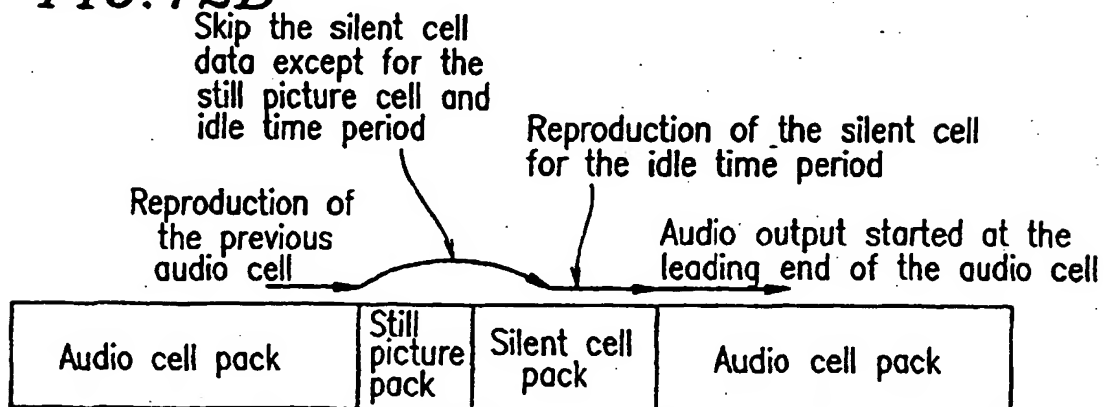 FIG.72B
Skip the silent cell
data except for the
still picture cell and
idle time period
Reproduction of the silent cell
for the idle time period
Reproduction of
the previous
audio cell
Audio output started at the
leading end of the audio cell
Audio cell pack
Still
picture
pack
Silent cell
pack
Audio cell pack